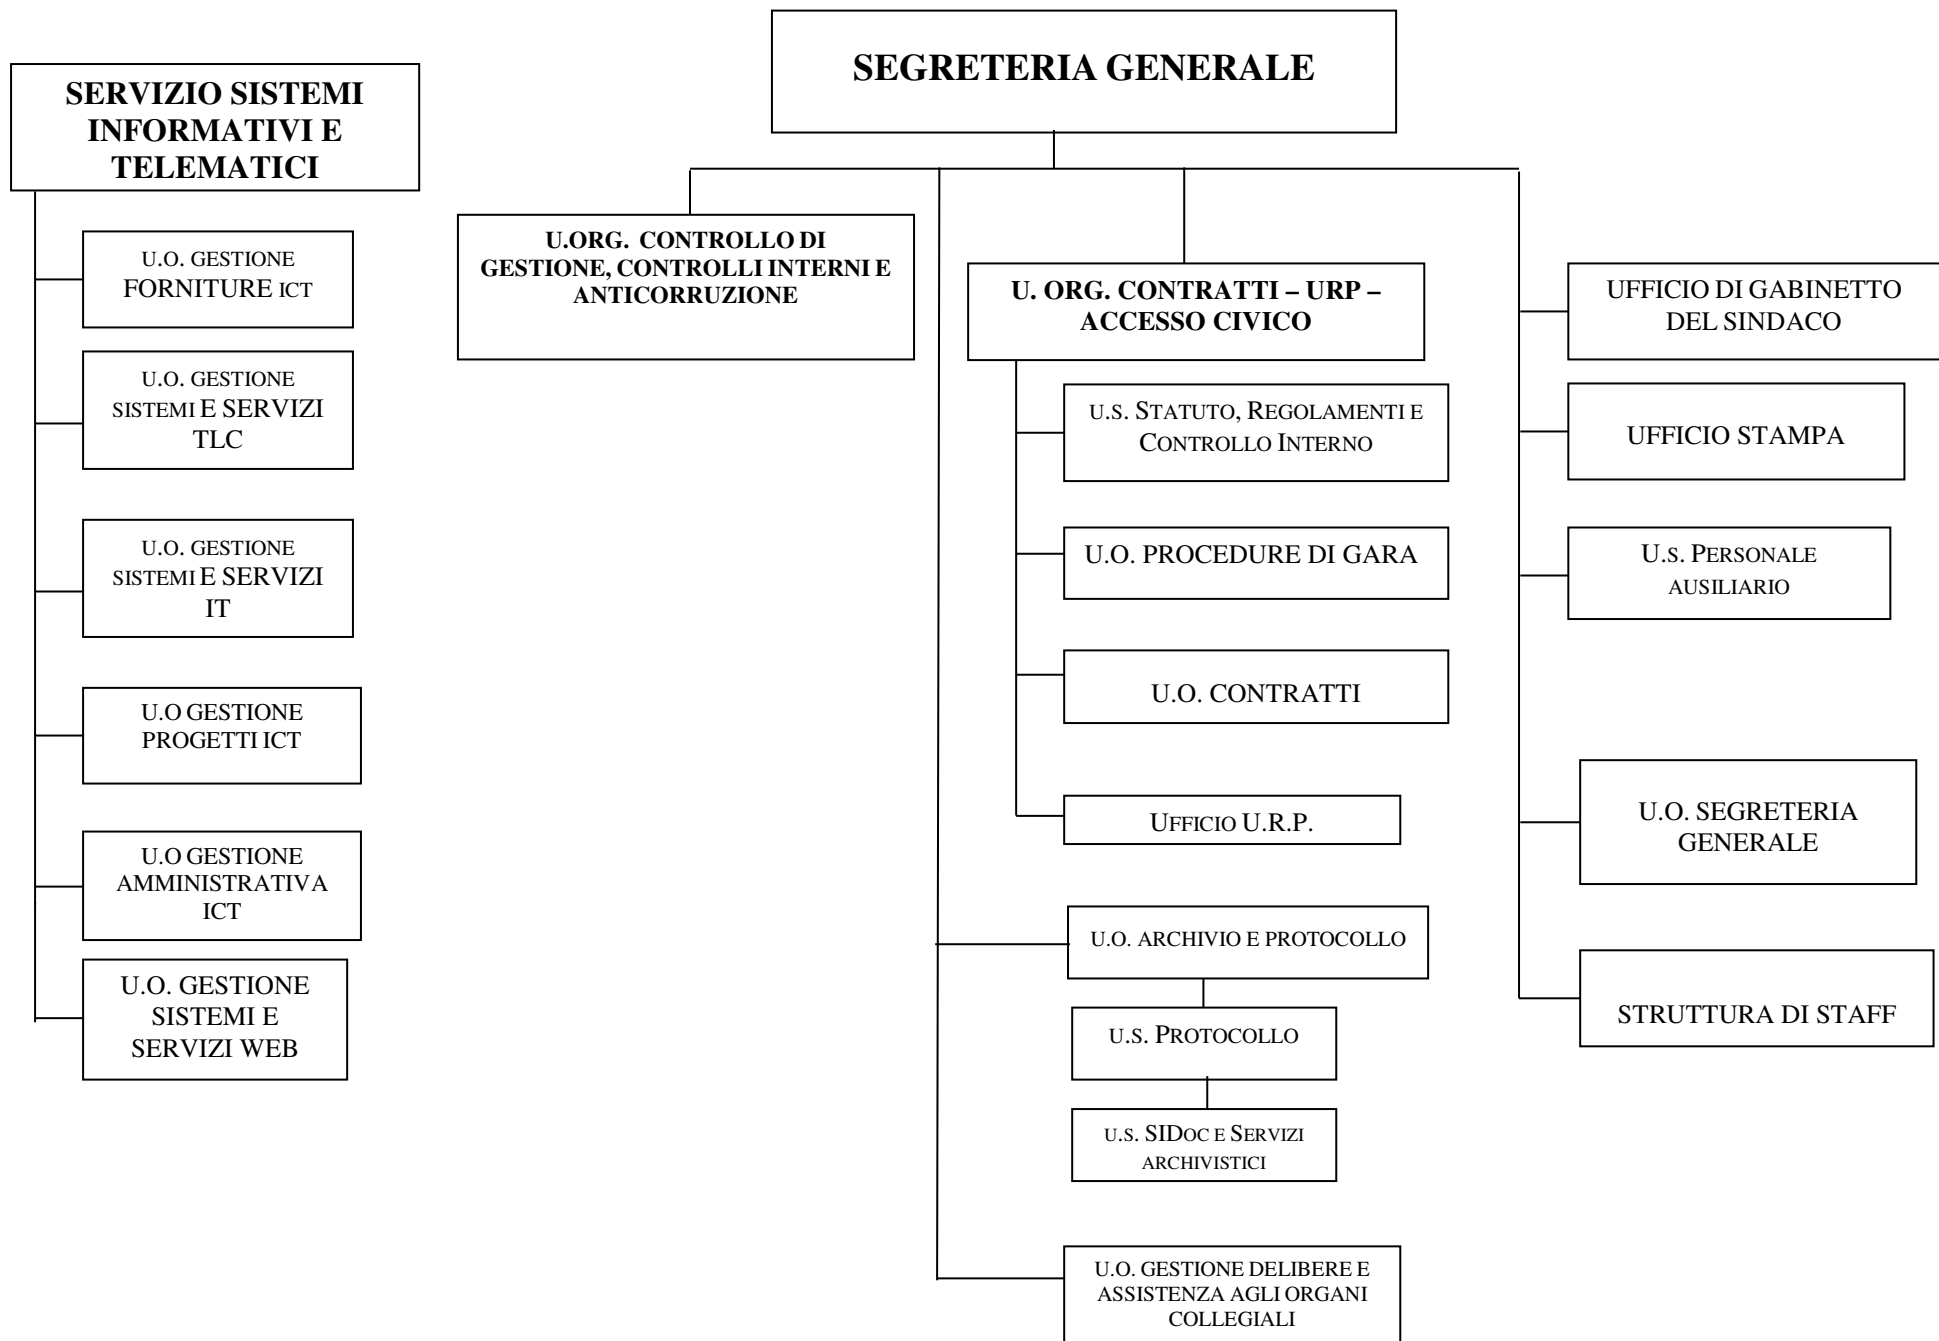 SERVIZIO SISTEMI
INFORMATIVI E
TELEMATICI
U.O. GESTIONE
FORNITURE ICT
U.O. GESTIONE
SISTEMI E SERVIZI
TLC
U.O. GESTIONE
SISTEMI E SERVIZI
IT
U.O GESTIONE
PROGETTI ICT
U.O GESTIONE
AMMINISTRATIVA
ICT
U.O. GESTIONE
SISTEMI E
SERVIZI WEB
SEGRETERIA GENERALE
U.ORG. CONTROLLO DI
GESTIONE, CONTROLLI INTERNI E
ANTICORRUZIONE
U. ORG. CONTRATTI – URP –
ACCESSO CIVICO
U.S. STATUTO, REGOLAMENTI E
CONTROLLO INTERNO
U.O. PROCEDURE DI GARA
U.O. CONTRATTI
UFFICIO U.R.P.
U.O. ARCHIVIO E PROTOCOLLO
U.S. PROTOCOLLO
U.S. SIDOC E SERVIZI
ARCHIVISTICI
U.O. GESTIONE DELIBERE E
ASSISTENZA AGLI ORGANI
COLLEGIALI
UFFICIO DI GABINETTO
DEL SINDACO
UFFICIO STAMPA
U.S. PERSONALE
AUSILIARIO
U.O. SEGRETERIA
GENERALE
STRUTTURA DI STAFF